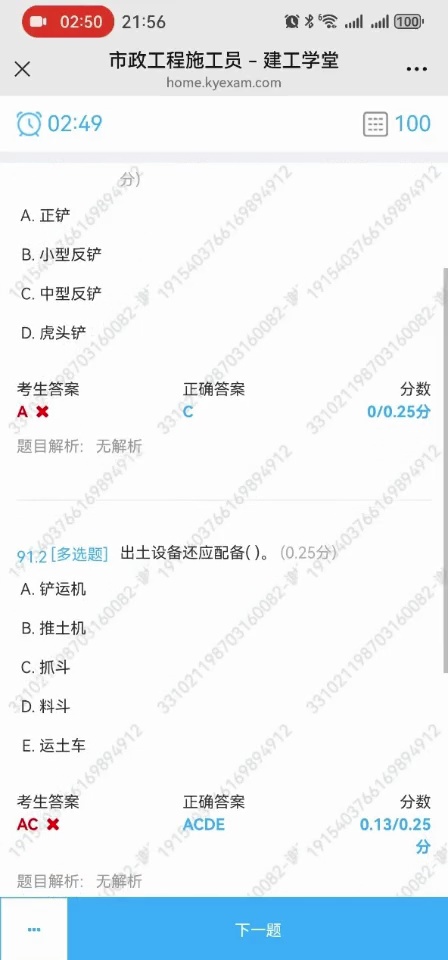 02:50 21:56 6 100
市政工程施工员 – 建工学堂
home.kyexam.com
02:49 100
分)
A. 正铲
B. 小型反铲
C. 中型反铲
D. 虎头铲
考生答案 正确答案 分数
A C 0/0.25分
题目解析: 无解析
91.2 [多选题] 出土设备还应配备( )。 (0.25分)
A. 铲运机
B. 推土机
C. 抓斗
D. 料斗
E. 运土车
考生答案 正确答案 分数
AC ACDE 0.13/0.25
分
题目解析: 无解析
下一题